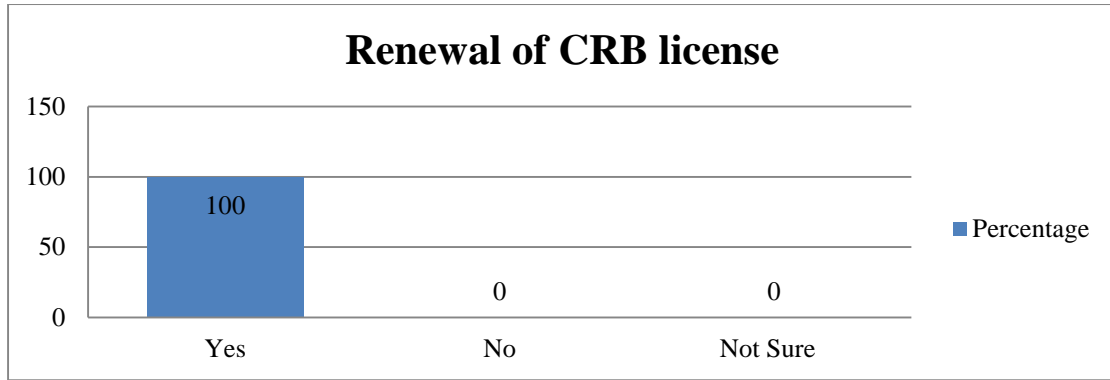 Renewal of CRB license
150
100
50
0
100
0
0
Yes
No
Not Sure
Percentage